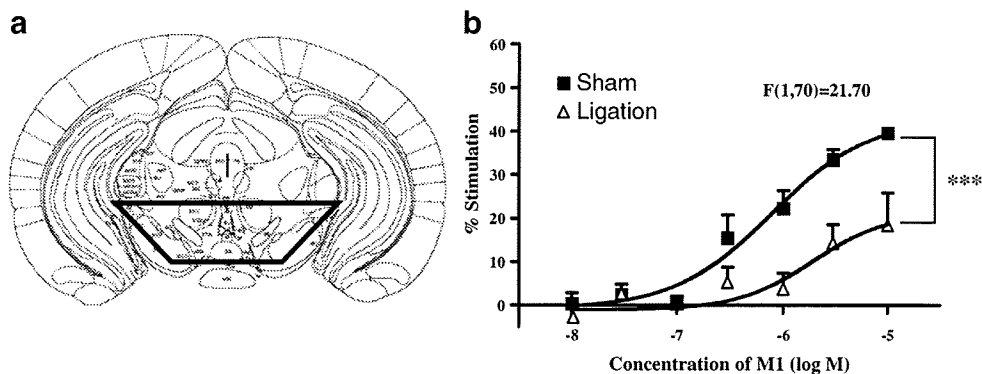 a
b
60
50
40
30
20
10
0
% Stimulation
Sham
Ligation
F(1,70)=21.70
***
-8
-7
-6
-5
Concentration of M1 (log M)